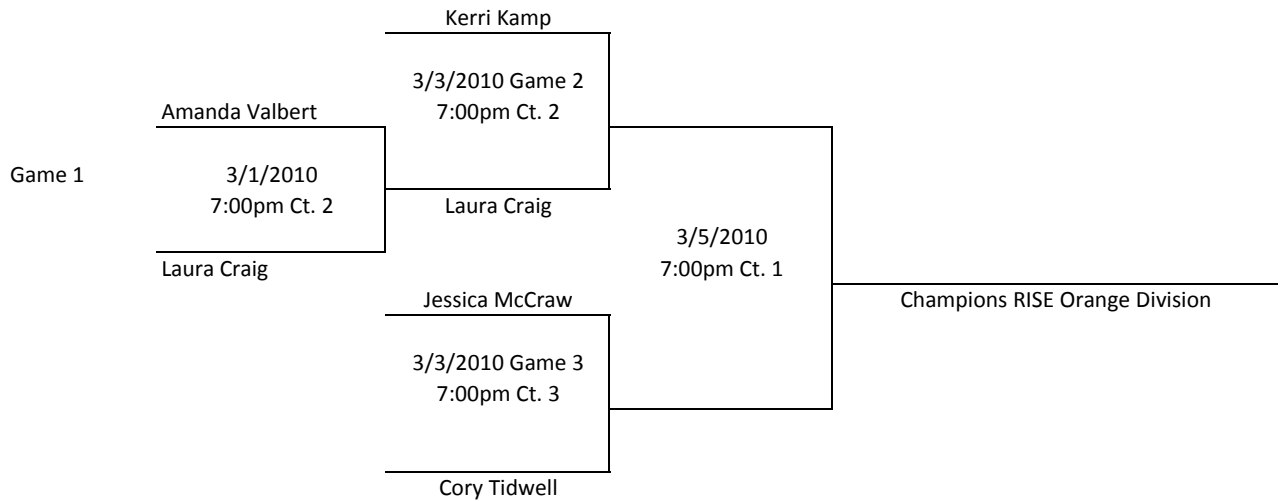 Kerri Kamp
3/3/2010 Game 2
7:00pm Ct. 2
Amanda Valbert
Game 1
3/1/2010
7:00pm Ct. 2
Laura Craig
Laura Craig
3/5/2010
7:00pm Ct. 1
Jessica McCraw
Champions RISE Orange Division
3/3/2010 Game 3
7:00pm Ct. 3
Cory Tidwell